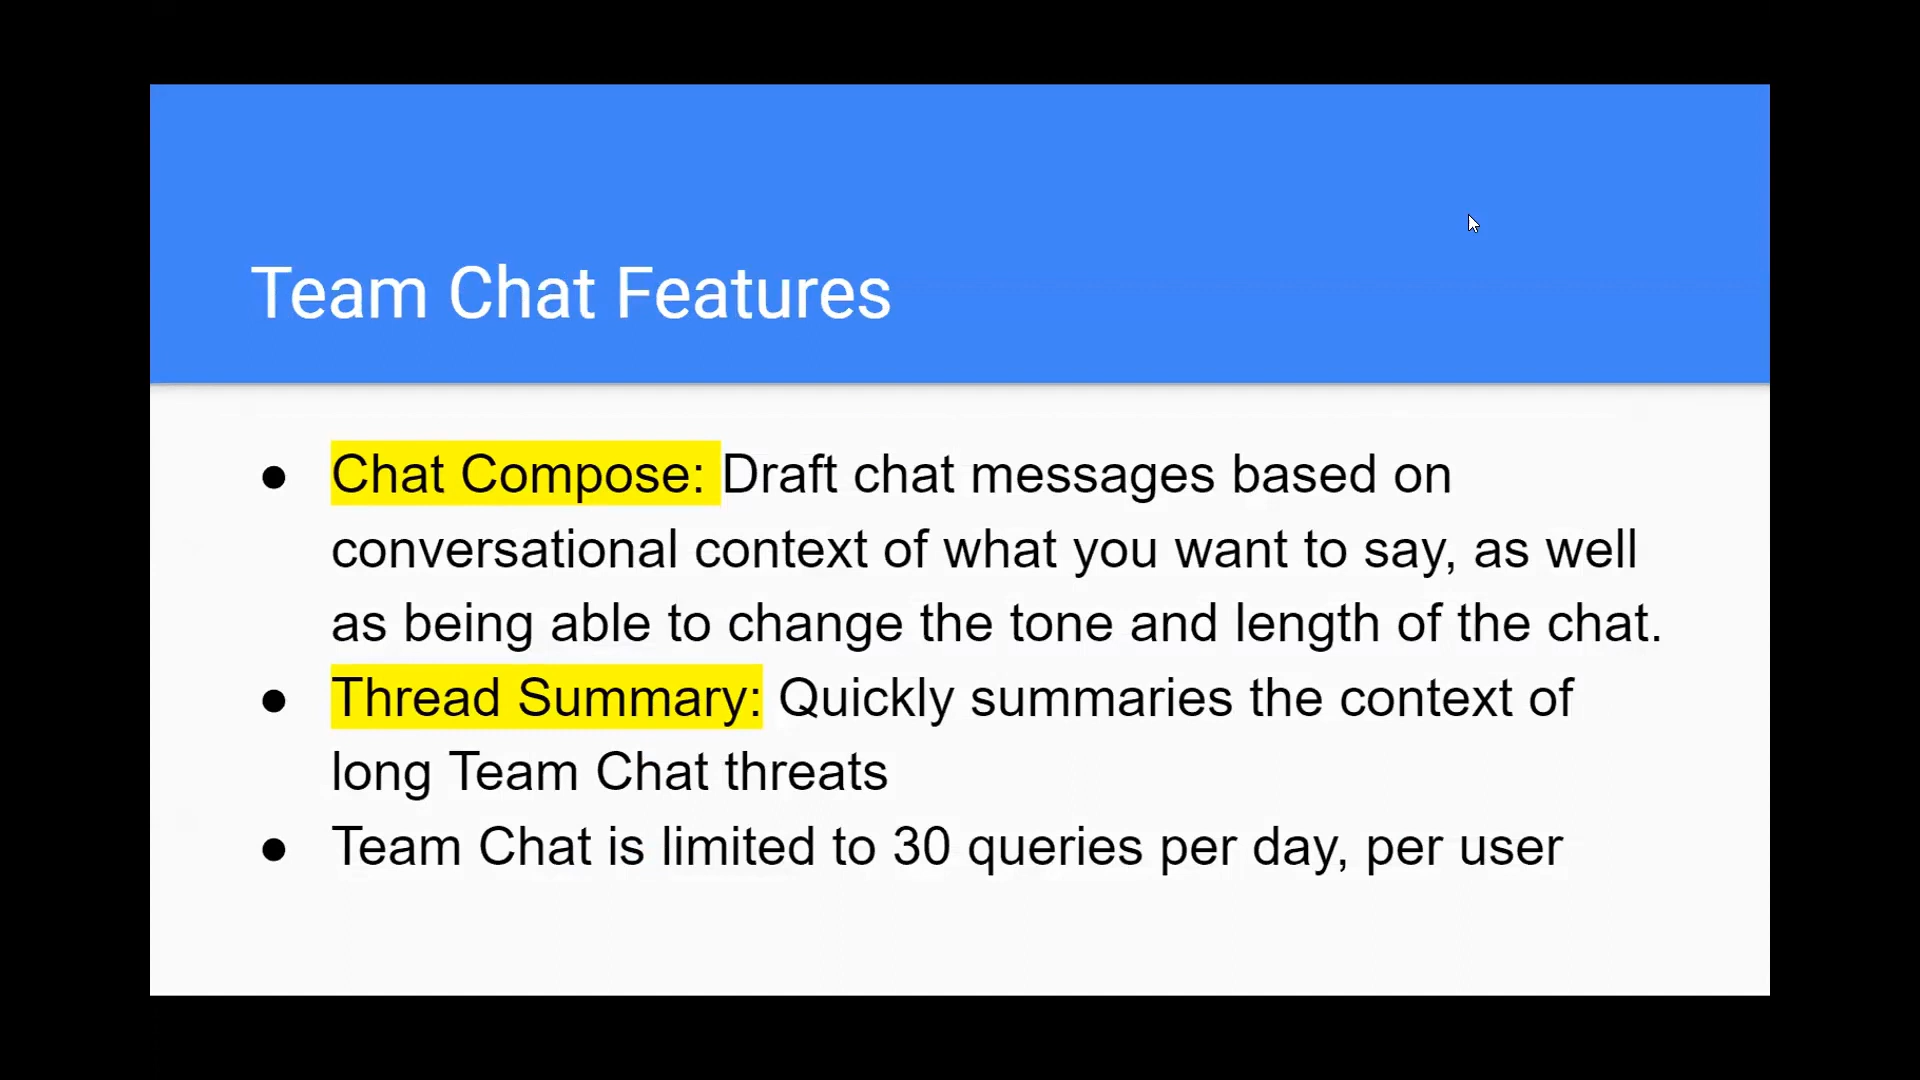 Team Chat Features
● Chat Compose: Draft chat messages based on
conversational context of what you want to say, as well
as being able to change the tone and length of the chat.
● Thread Summary: Quickly summaries the context of
long Team Chat threats
● Team Chat is limited to 30 queries per day, per user